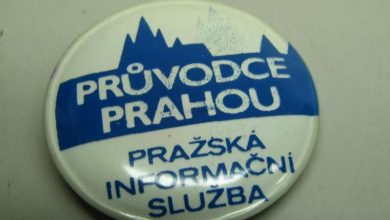 PRŮVODCE
PRAHOU
PRAŽSKÁ
INFORMAČNÍ
SLUŽBA